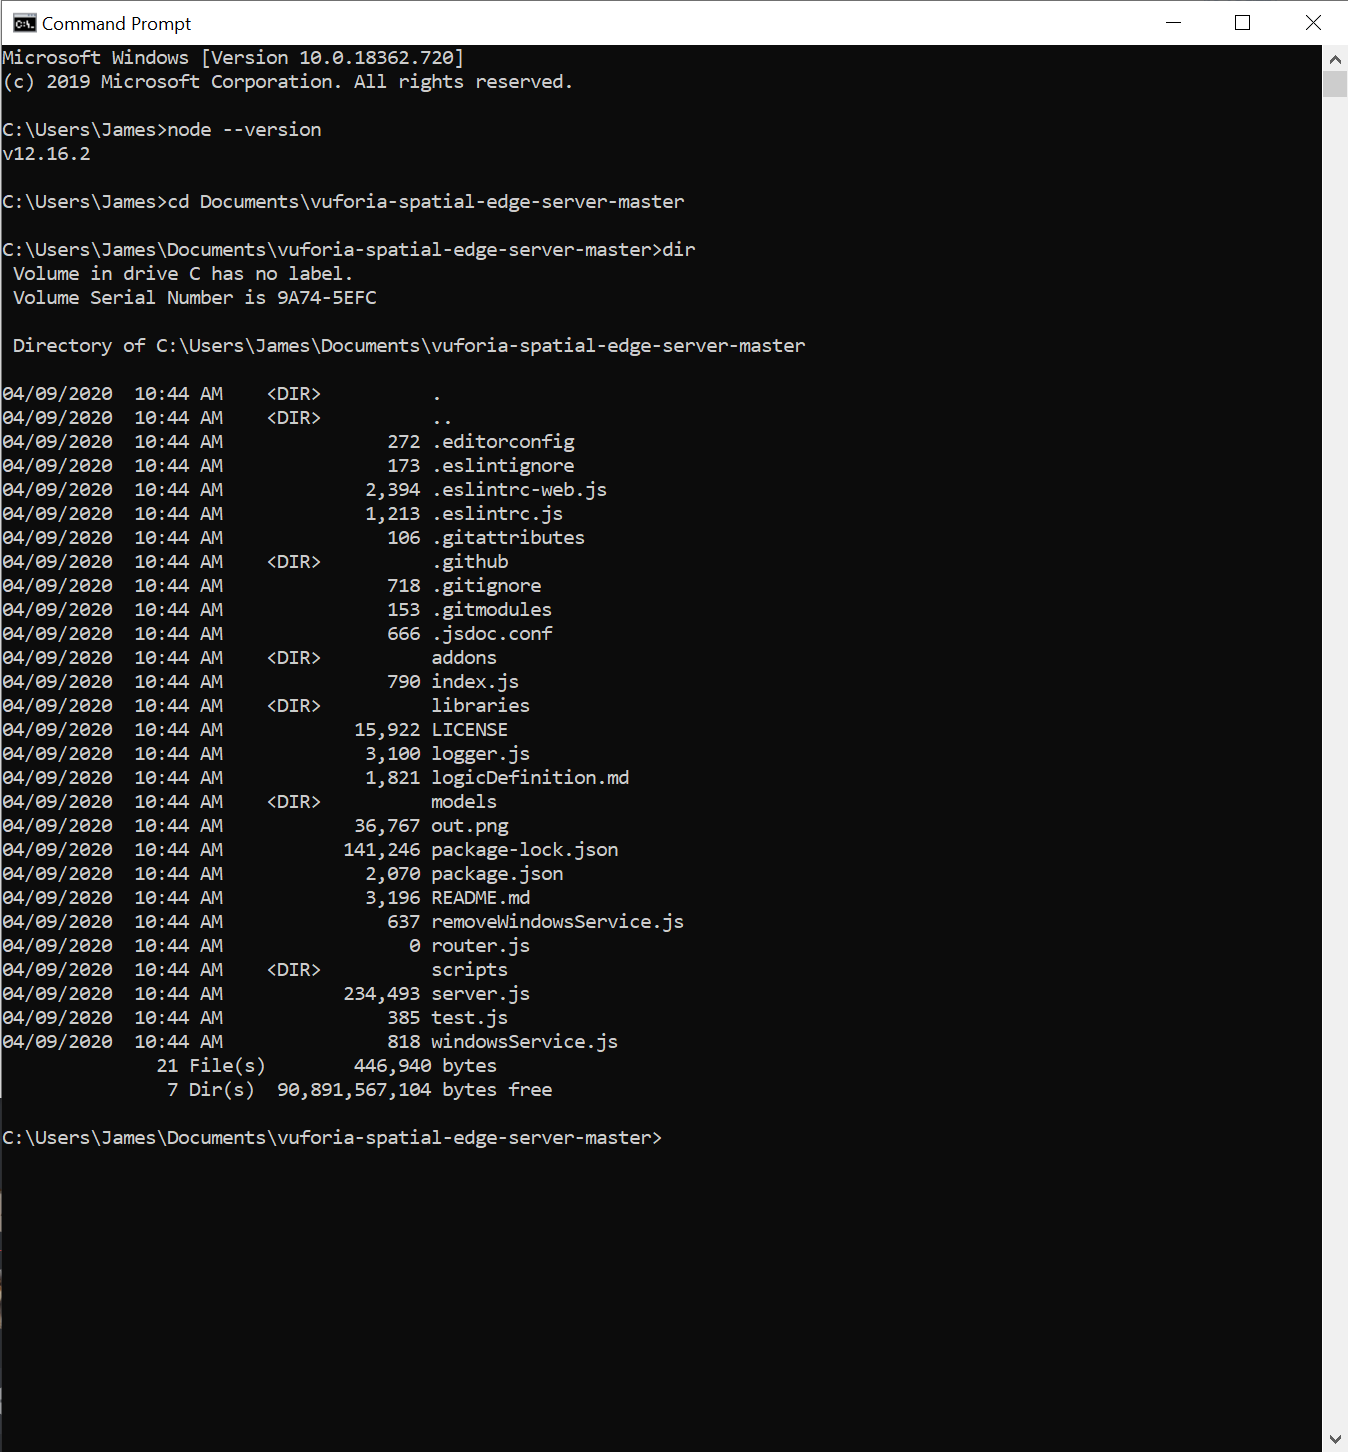 Command Prompt
Microsoft Windows [Version 10.0.18362.720]
(c) 2019 Microsoft Corporation. All rights reserved.
C:\Users\James>node --version
v12.16.2
C:\Users\James>cd Documents\vuforia-spatial-edge-server-master
C:\Users\James\Documents\vuforia-spatial-edge-server-master>dir
Volume in drive C has no label.
Volume Serial Number is 9A74-5EFC
Directory of C:\Users\James\Documents\vuforia-spatial-edge-server-master
04/09/2020  10:44 AM    <DIR>          .
04/09/2020  10:44 AM    <DIR>          ..
04/09/2020  10:44 AM               272 .editorconfig
04/09/2020  10:44 AM               173 .eslintignore
04/09/2020  10:44 AM             2,394 .eslintrc-web.js
04/09/2020  10:44 AM             1,213 .eslintrc.js
04/09/2020  10:44 AM               106 .gitattributes
04/09/2020  10:44 AM    <DIR>          .github
04/09/2020  10:44 AM               718 .gitignore
04/09/2020  10:44 AM               153 .gitmodules
04/09/2020  10:44 AM               666 .jsdoc.conf
04/09/2020  10:44 AM    <DIR>          addons
04/09/2020  10:44 AM               790 index.js
04/09/2020  10:44 AM    <DIR>          libraries
04/09/2020  10:44 AM            15,922 LICENSE
04/09/2020  10:44 AM             3,100 logger.js
04/09/2020  10:44 AM             1,821 logicDefinition.md
04/09/2020  10:44 AM    <DIR>          models
04/09/2020  10:44 AM            36,767 out.png
04/09/2020  10:44 AM           141,246 package-lock.json
04/09/2020  10:44 AM             2,070 package.json
04/09/2020  10:44 AM             3,196 README.md
04/09/2020  10:44 AM               637 removeWindowsService.js
04/09/2020  10:44 AM                 0 router.js
04/09/2020  10:44 AM    <DIR>          scripts
04/09/2020  10:44 AM           234,493 server.js
04/09/2020  10:44 AM               385 test.js
04/09/2020  10:44 AM               818 windowsService.js
21 File(s)        446,940 bytes
7 Dir(s)  90,891,567,104 bytes free
C:\Users\James\Documents\vuforia-spatial-edge-server-master>